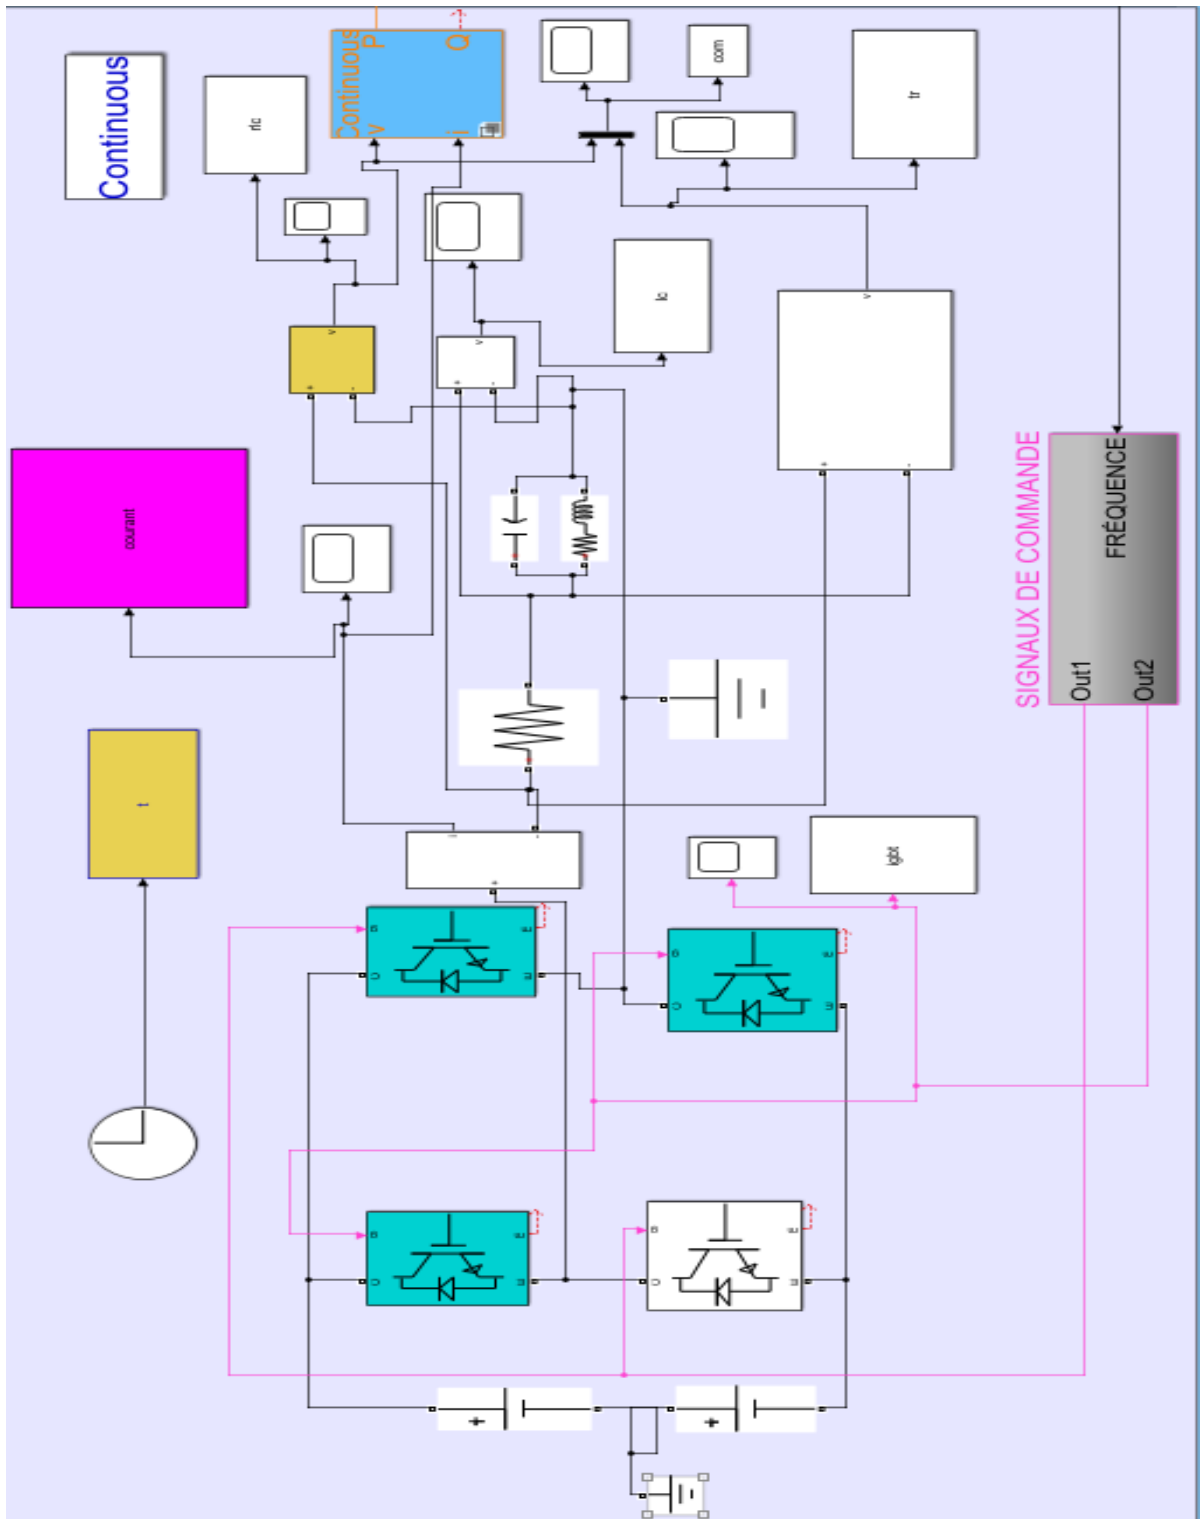 Continuous
rlc
Continuous
P
Q
v
i
com
tr
lc
v
+
-
v
+
-
v
+
-
courant
SIGNAUX DE COMMANDE
FRÉQUENCE
Out1
Out2
t
i
+
-
igbt
g
m
C
E
g
m
C
E
g
m
C
E
g
m
C
E
+
+